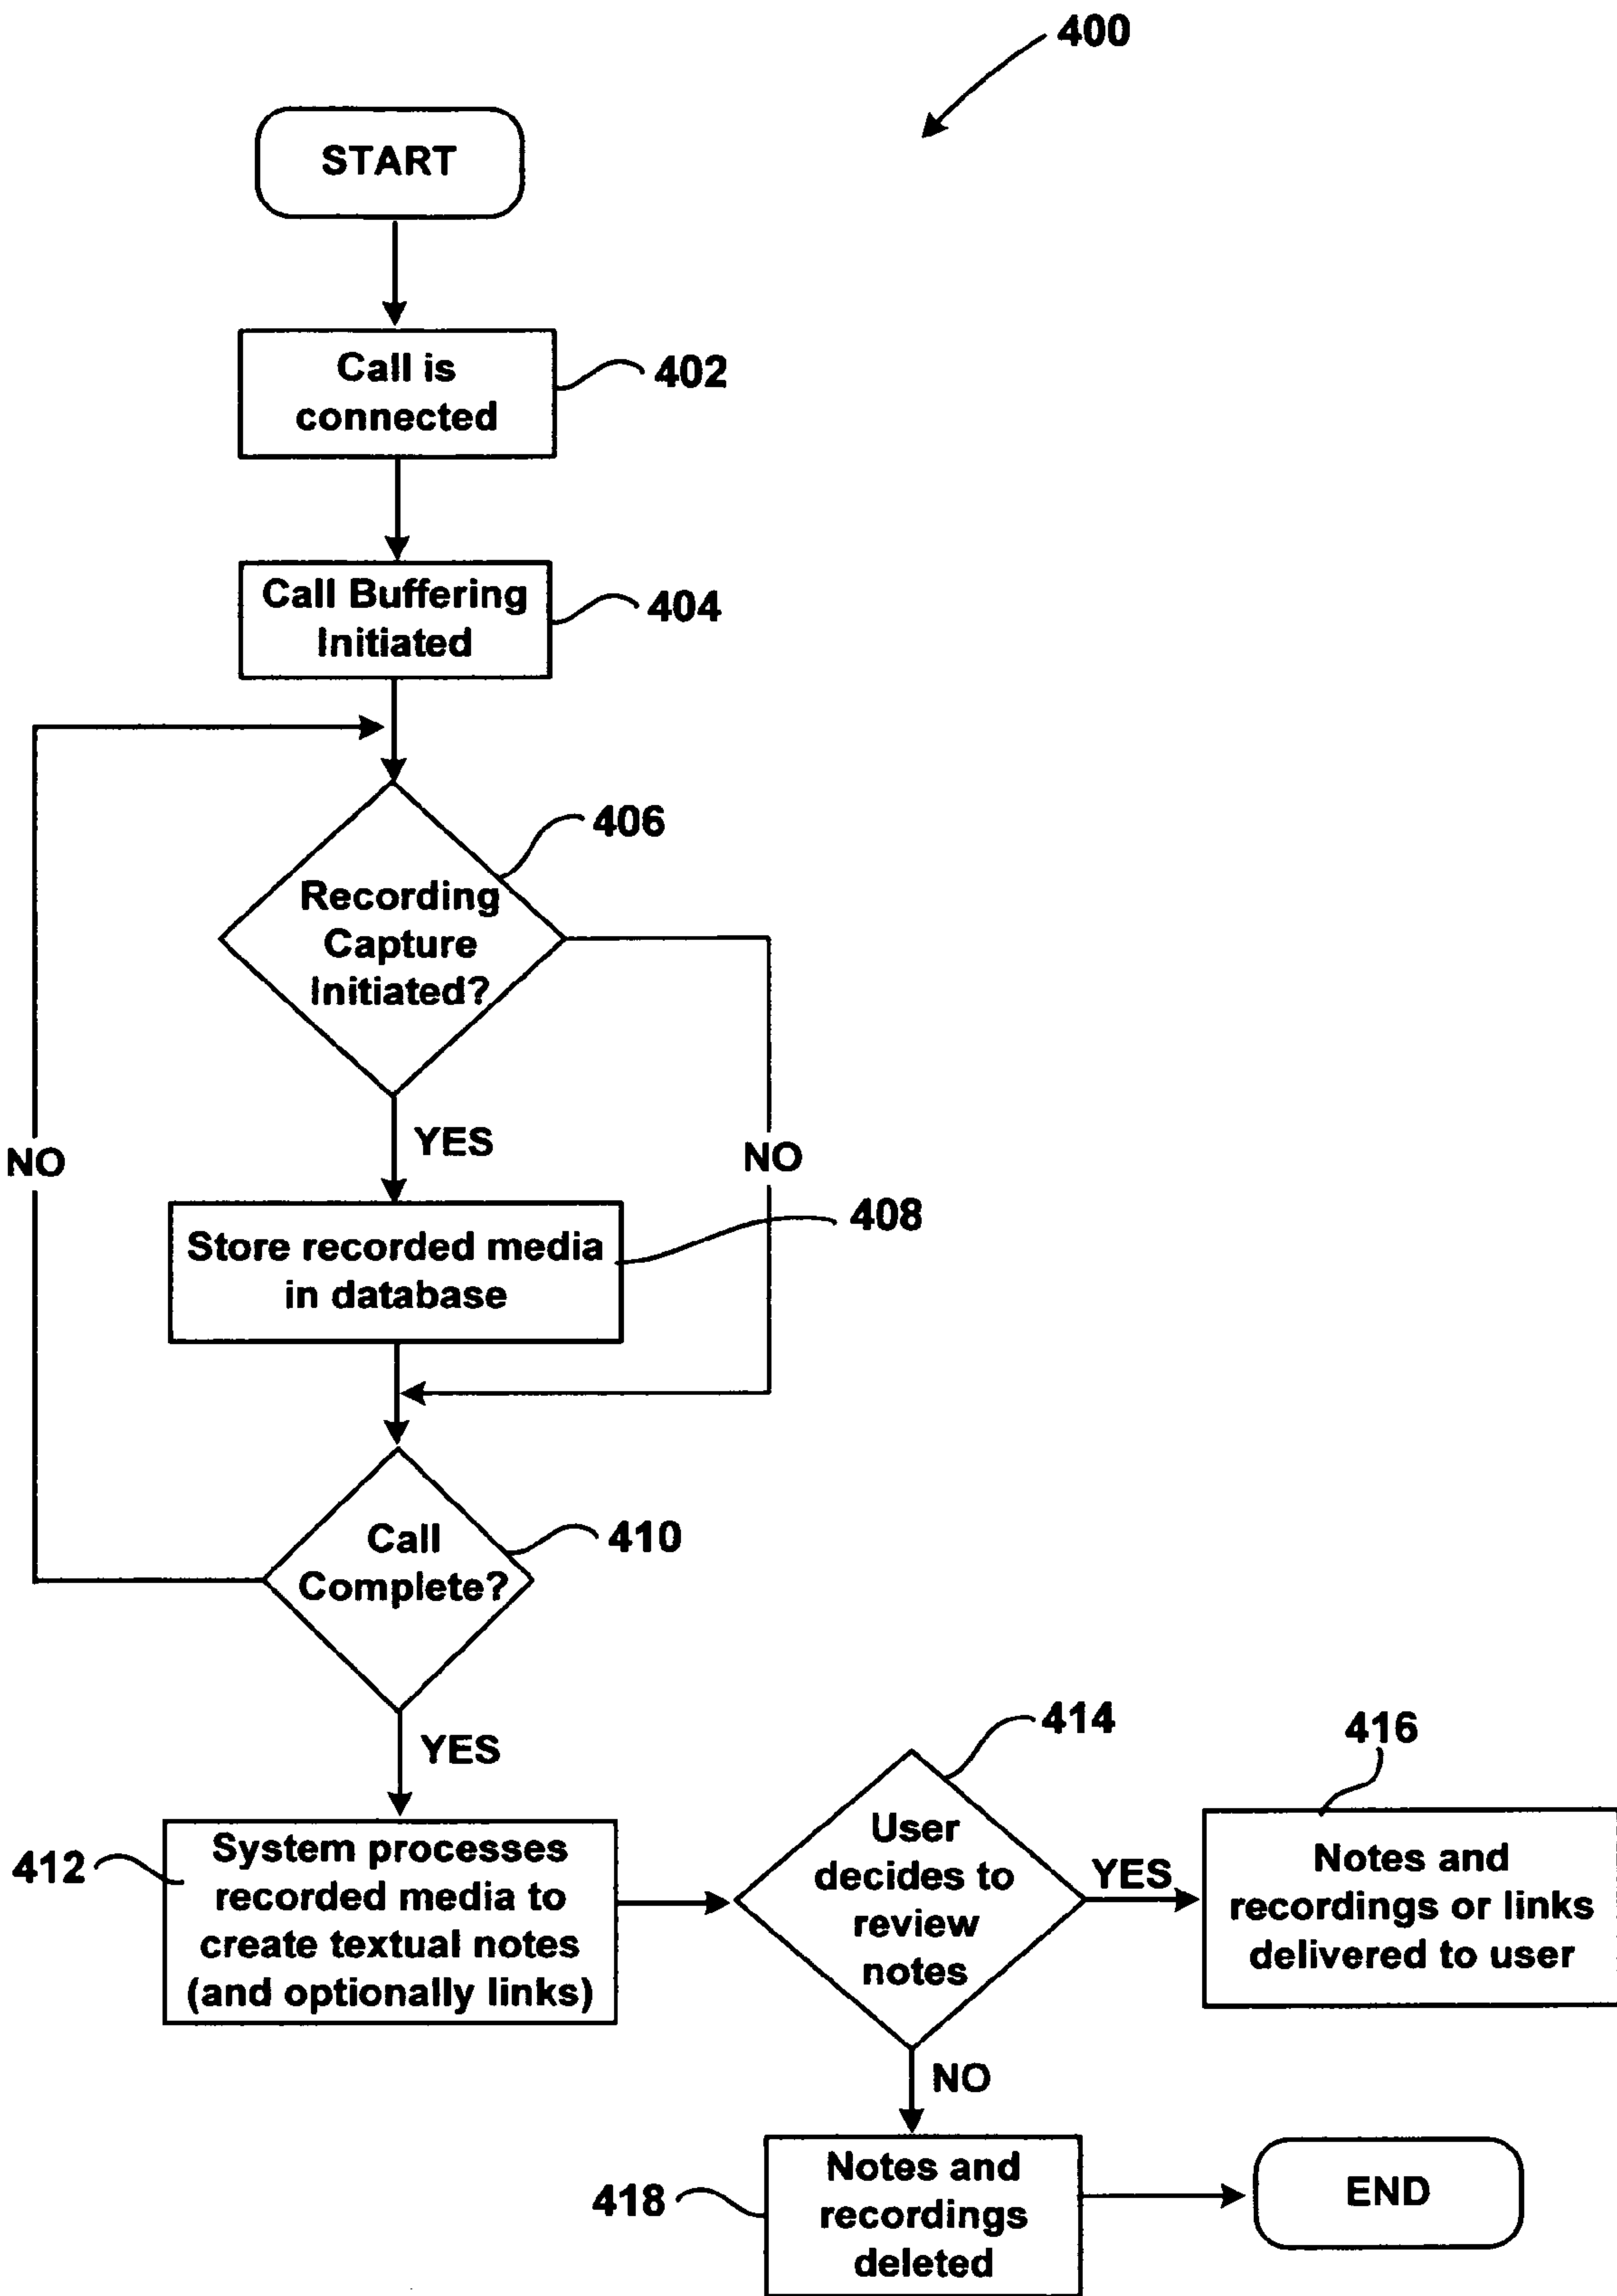 400
START
Call is
connected
402
Call Buffering
Initiated
404
406
Recording
Capture
Initiated?
YES
NO
NO
408
Store recorded media
in database
Call
Complete?
410
YES
412
System processes
recorded media to
create textual notes
(and optionally links)
414
User
decides to
review
notes
YES
416
Notes and
recordings or links
delivered to user
NO
418
Notes and
recordings
deleted
END